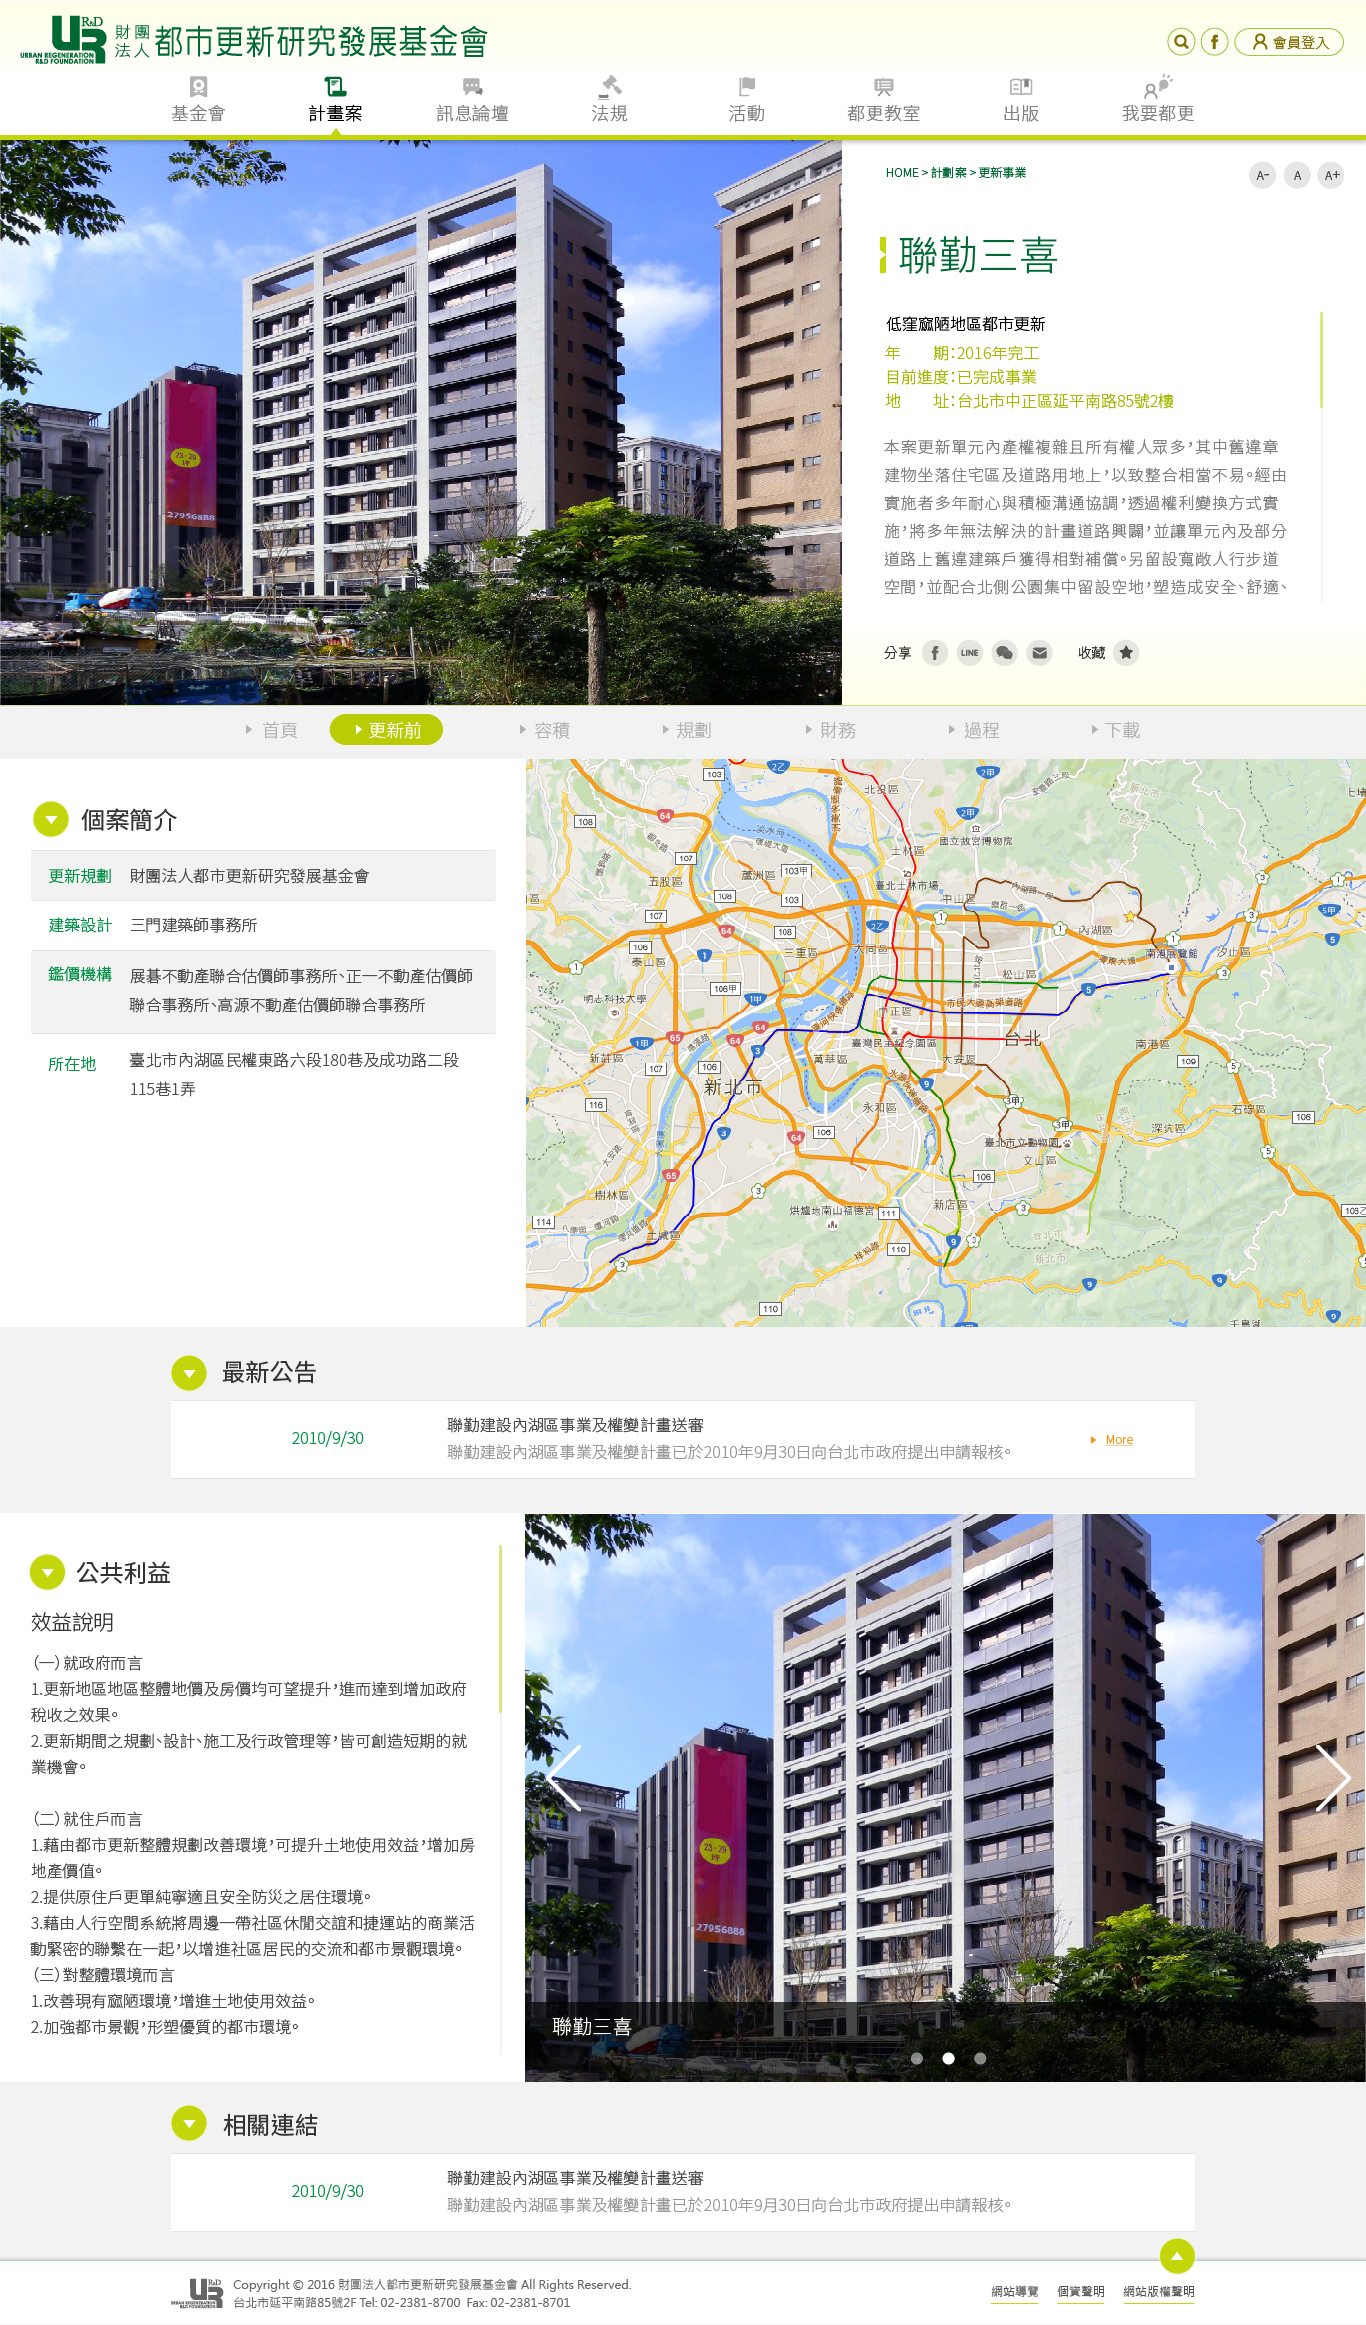 UR R&D
URBAN REGENERATION
R&D FOUNDATION
財團法人 都市更新研究發展基金會
會員登入
基金會 計畫案 訊息論壇 法規 活動 都更教室 出版 我要都更
HOME > 計劃案 > 更新事業
A- A A+
聯勤三喜
低窪窳陋地區都市更新
年　　期：2016年完工
目前進度：已完成事業
地　　址：台北市中正區延平南路85號2樓
本案更新單元內產權複雜且所有權人眾多，其中舊違章
建物坐落住宅區及道路用地上，以致整合相當不易。經由
實施者多年耐心與積極溝通協調，透過權利變換方式實
施，將多年無法解決的計畫道路興闢，並讓單元內及部分
道路上舊違建築戶獲得相對補償。另留設寬敞人行步道
空間，並配合北側公園集中留設空地，塑造成安全、舒適、
分享 LINE 收藏
23-29
坪
27956888
首頁 更新前 容積 規劃 財務 過程 下載
個案簡介
更新規劃 財團法人都市更新研究發展基金會
建築設計 三門建築師事務所
鑑價機構 展碁不動產聯合估價師事務所、正一不動產估價師
聯合事務所、高源不動產估價師聯合事務所
所在地 臺北市內湖區民權東路六段180巷及成功路二段
115巷1弄
北投區
國立故宮博物院
士林區
五股區
蘆洲區
臺北士林市場
中山區
內湖區
汐止區
南港展覽館
大同區
三重區
泰山區
松山區
明志科技大學
市民大道高架道路
中正區
臺灣民主紀念園區
台北
大安區
南港區
新莊區
萬華區
新北市
永和區
石碇區
深坑區
臺北市立動物園
文山區
樹林區
新店區
烘爐地南山福德宮
土城區
千島湖
最新公告
2010/9/30
聯勤建設內湖區事業及權變計畫送審
聯勤建設內湖區事業及權變計畫已於2010年9月30日向台北市政府提出申請報核。
More
公共利益
效益說明
（一）就政府而言
1.更新地區地區整體地價及房價均可望提升，進而達到增加政府
稅收之效果。
2.更新期間之規劃、設計、施工及行政管理等，皆可創造短期的就
業機會。
（二）就住戶而言
1.藉由都市更新整體規劃改善環境，可提升土地使用效益，增加房
地產價值。
2.提供原住戶更單純寧適且安全防災之居住環境。
3.藉由人行空間系統將周邊一帶社區休閒交誼和捷運站的商業活
動緊密的聯繫在一起，以增進社區居民的交流和都市景觀環境。
（三）對整體環境而言
1.改善現有窳陋環境，增進土地使用效益。
2.加強都市景觀，形塑優質的都市環境。
23-29
坪
27956888
聯勤三喜
相關連結
2010/9/30
聯勤建設內湖區事業及權變計畫送審
聯勤建設內湖區事業及權變計畫已於2010年9月30日向台北市政府提出申請報核。
UR R&D
URBAN REGENERATION
R&D FOUNDATION
Copyright © 2016 財團法人都市更新研究發展基金會 All Rights Reserved.
台北市延平南路85號2F Tel: 02-2381-8700 Fax: 02-2381-8701
網站導覽 個資聲明 網站版權聲明